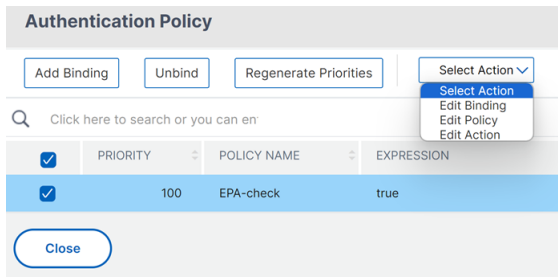 Authentication Policy
Add Binding Unbind Regenerate Priorities Select Action
Select Action
Edit Binding
Edit Policy
Edit Action
Click here to search or you can en
PRIORITY POLICY NAME EXPRESSION
100 EPA-check true
Close